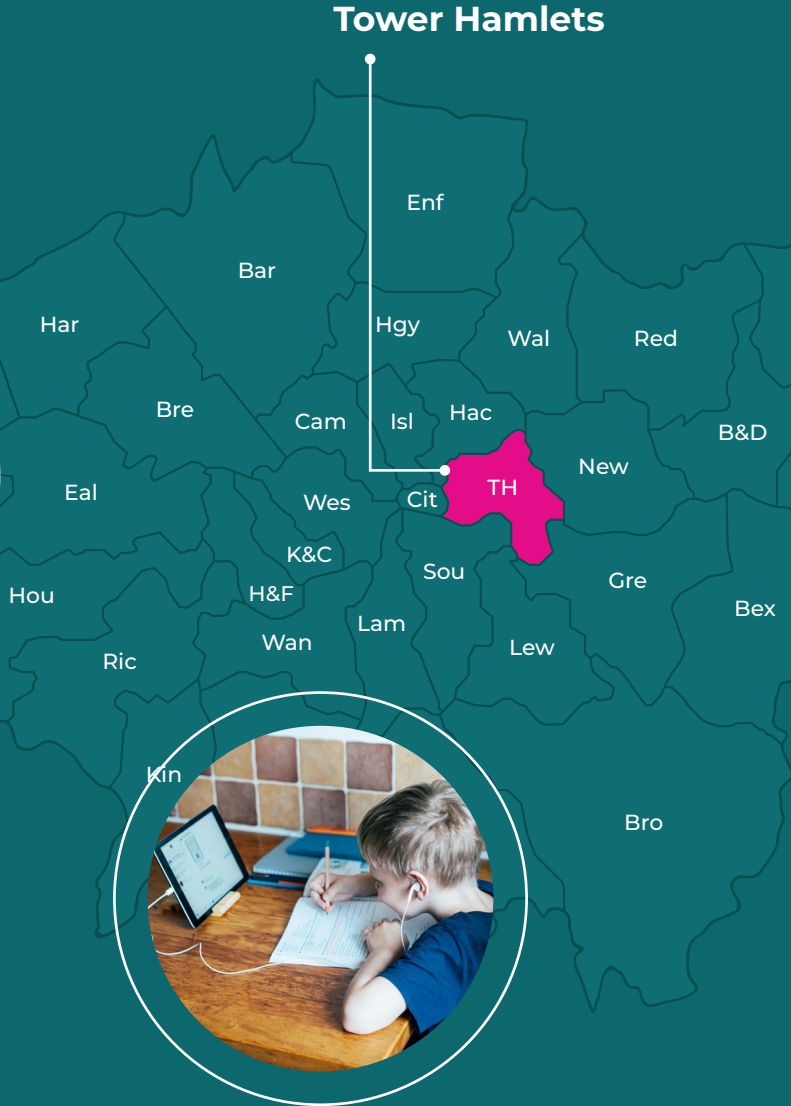 Tower Hamlets
Enf
Bar
Har
Hgy
Wal
Red
Bre
Cam
Isl
Hac
B&D
New
Eal
Wes
Cit
TH
K&C
Sou
Gre
Hou
H&F
Bex
Lam
Wan
Lew
Ric
Kin
Bro